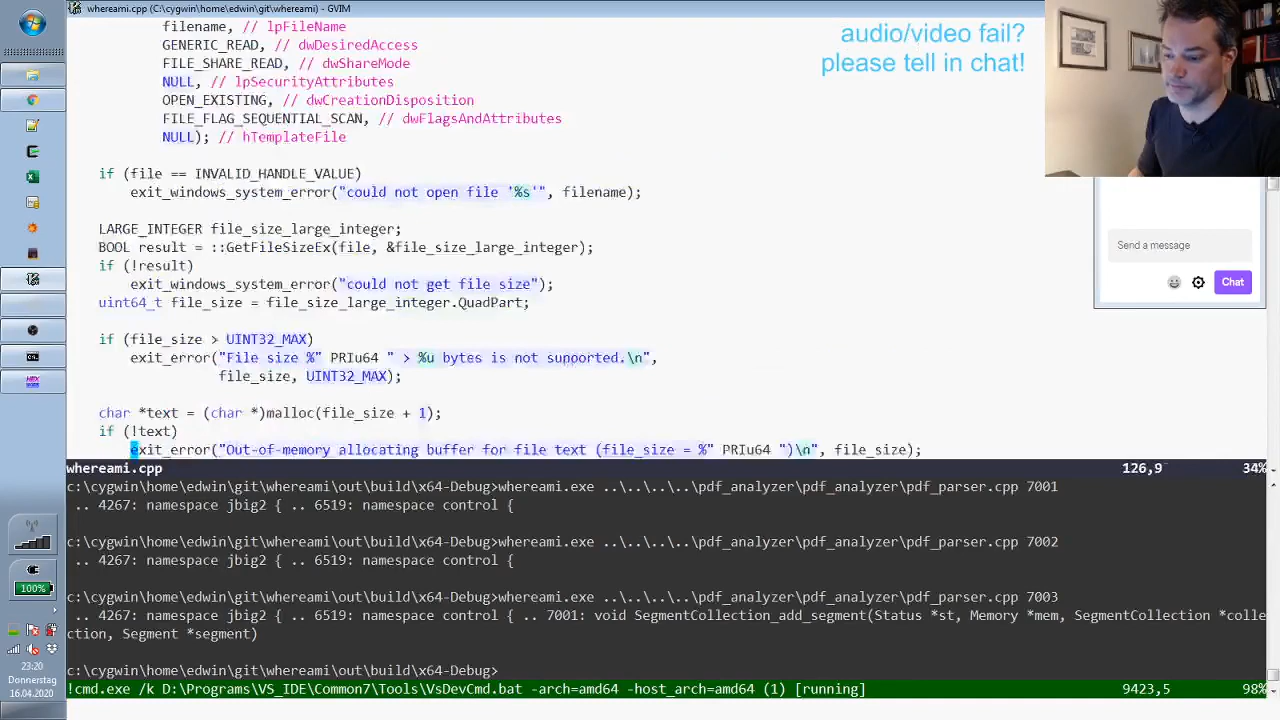 whereami.cpp (C:\cygwin\home\edwin\git\whereami) - GVIM
audio/video fail?
please tell in chat!
filename, // lpFileName
GENERIC_READ, // dwDesiredAccess
FILE_SHARE_READ, // dwShareMode
NULL, // lpSecurityAttributes
OPEN_EXISTING, // dwCreationDisposition
FILE_FLAG_SEQUENTIAL_SCAN, // dwFlagsAndAttributes
NULL); // hTemplateFile
if (file == INVALID_HANDLE_VALUE)
exit_windows_system_error("could not open file '%s'", filename);
LARGE_INTEGER file_size_large_integer;
BOOL result = ::GetFileSizeEx(file, &file_size_large_integer);
if (!result)
exit_windows_system_error("could not get file size");
uint64_t file_size = file_size_large_integer.QuadPart;
if (file_size > UINT32_MAX)
exit_error("File size %" PRIu64 " > %u bytes is not supported.\n",
file_size, UINT32_MAX);
char *text = (char *)malloc(file_size + 1);
if (!text)
exit_error("Out-of-memory allocating buffer for file text (file_size = %" PRIu64 ")\n", file_size);
Send a message
Chat
whereami.cpp 126,9 34%
c:\cygwin\home\edwin\git\whereami\out\build\x64-Debug>whereami.exe ..\..\..\..\pdf_analyzer\pdf_analyzer\pdf_parser.cpp 7001
.. 4267: namespace jbig2 { .. 6519: namespace control {
c:\cygwin\home\edwin\git\whereami\out\build\x64-Debug>whereami.exe ..\..\..\..\pdf_analyzer\pdf_analyzer\pdf_parser.cpp 7002
.. 4267: namespace jbig2 { .. 6519: namespace control {
c:\cygwin\home\edwin\git\whereami\out\build\x64-Debug>whereami.exe ..\..\..\..\pdf_analyzer\pdf_analyzer\pdf_parser.cpp 7003
.. 4267: namespace jbig2 { .. 6519: namespace control { .. 7001: void SegmentCollection_add_segment(Status *st, Memory *mem, SegmentCollection *colle
ction, Segment *segment)
c:\cygwin\home\edwin\git\whereami\out\build\x64-Debug>
!cmd.exe /k D:\Programs\VS_IDE\Common7\Tools\VsDevCmd.bat -arch=amd64 -host_arch=amd64 (1) [running] 9423,5 98%
100%
23:20
Donnerstag
16.04.2020